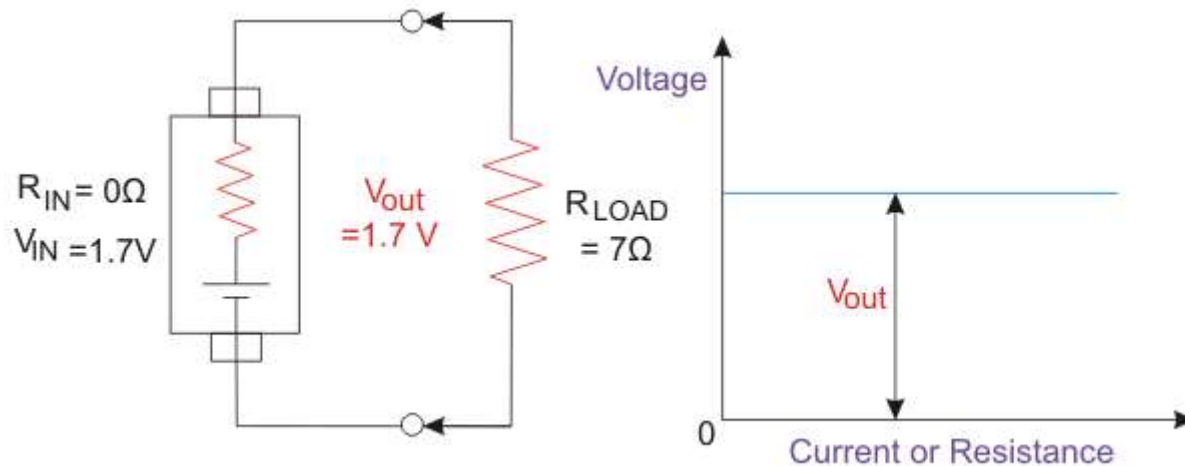 R_IN = 0Ω
V_IN =1.7V
V_out
=1.7 V
R_LOAD
= 7Ω
Voltage
V_out
0
Current or Resistance